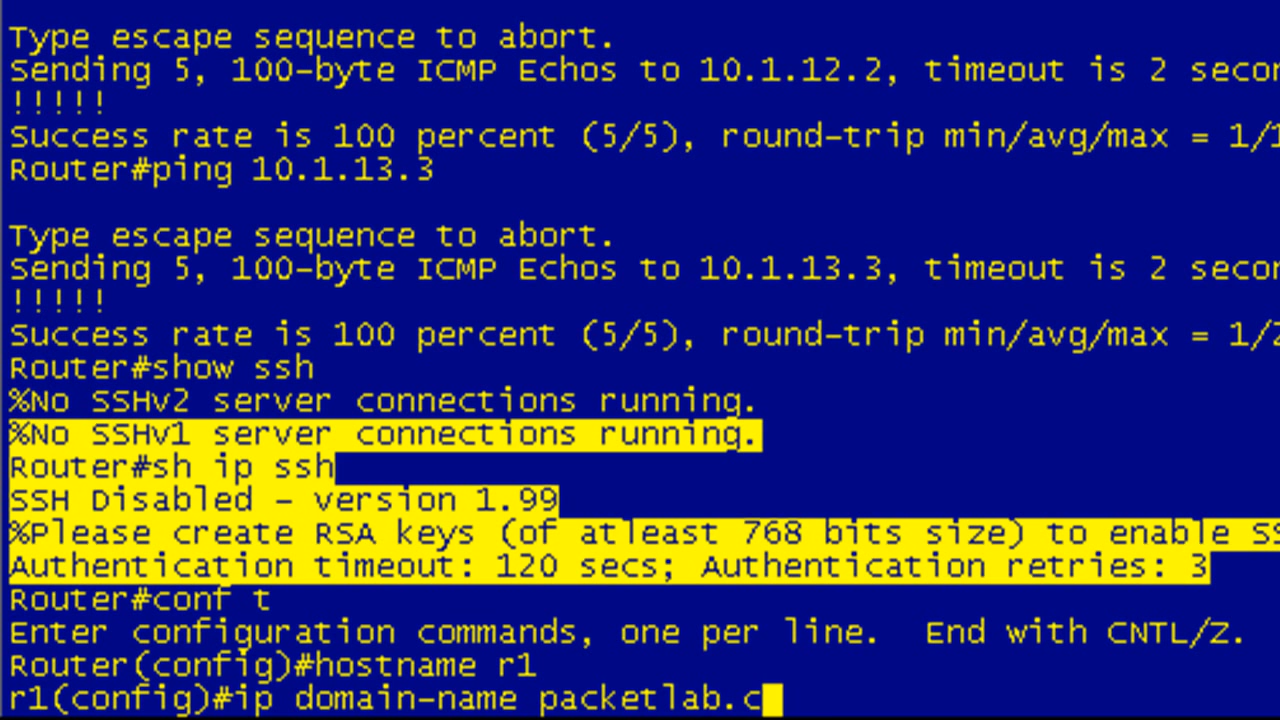 Type escape sequence to abort.
Sending 5, 100-byte ICMP Echos to 10.1.12.2, timeout is 2
!!!!!
Success rate is 100 percent (5/5), round-trip min/avg/max = 1/1
Router#ping 10.1.13.3
Type escape sequence to abort.
Sending 5, 100-byte ICMP Echos to 10.1.13.3, timeout is 2
!!!!!
Success rate is 100 percent (5/5), round-trip min/avg/max = 1/2
Router#show ssh
%No SSHv2 server connections running.
%No SSHv1 server connections running.
Router#sh ip ssh
SSH Disabled - version 1.99
%Please create RSA keys (of atleast 768 bits size) to enable
Authentication timeout: 120 secs; Authentication retries: 3
Router#conf t
Enter configuration commands, one per line.  End with CNTL/Z.
Router(config)#hostname r1
r1(config)#ip domain-name packetlab.c